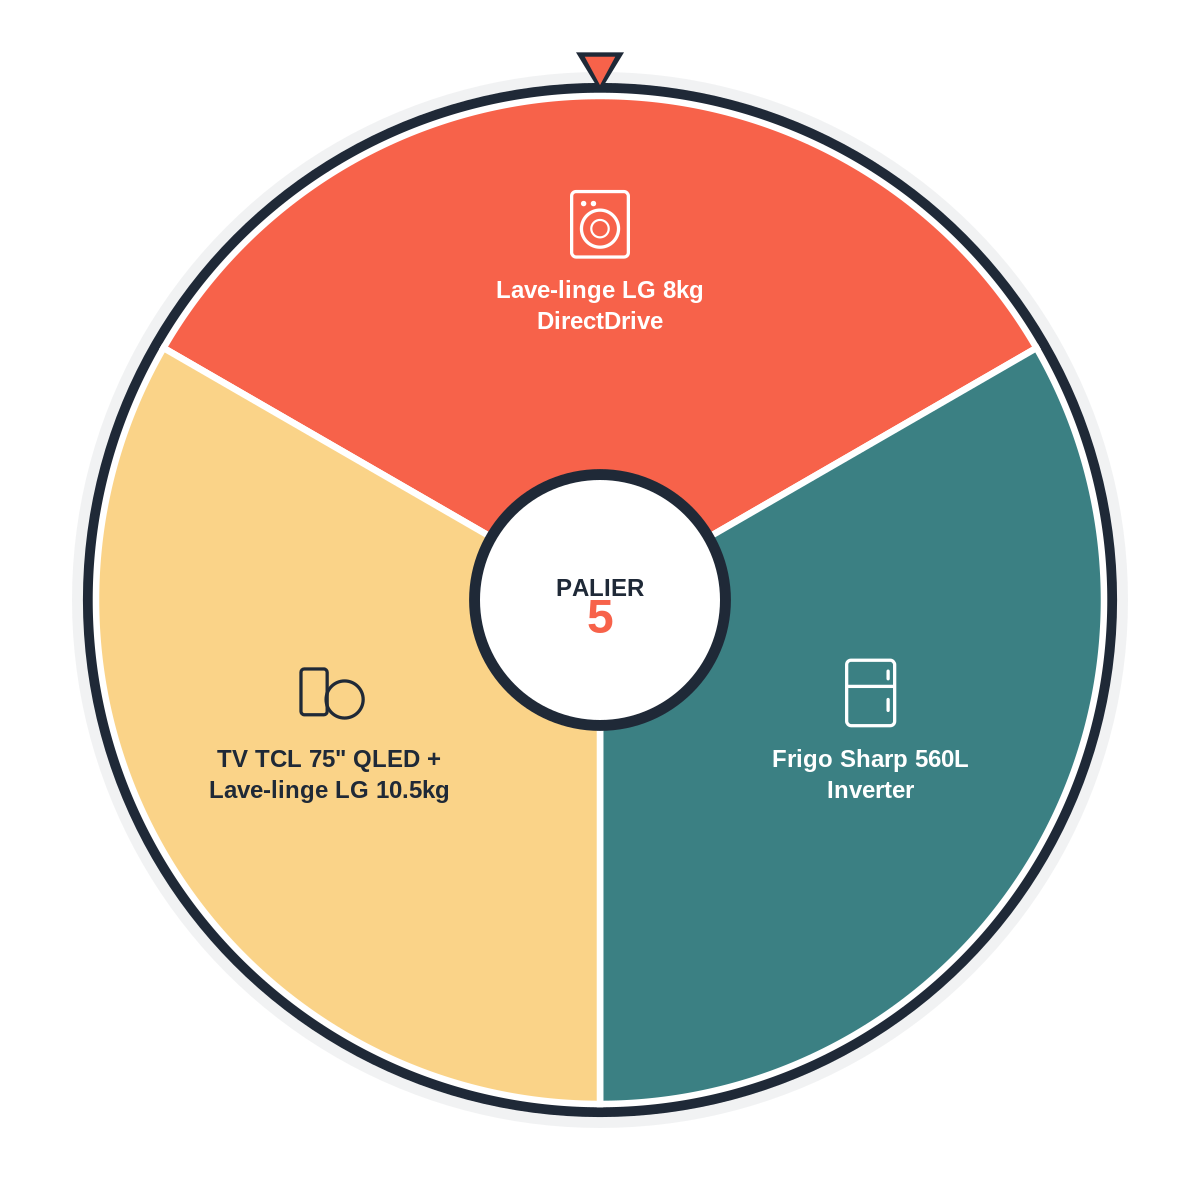 Lave-linge LG 8kg
DirectDrive
PALIER
5
TV TCL 75" QLED +
Lave-linge LG 10.5kg
Frigo Sharp 560L
Inverter